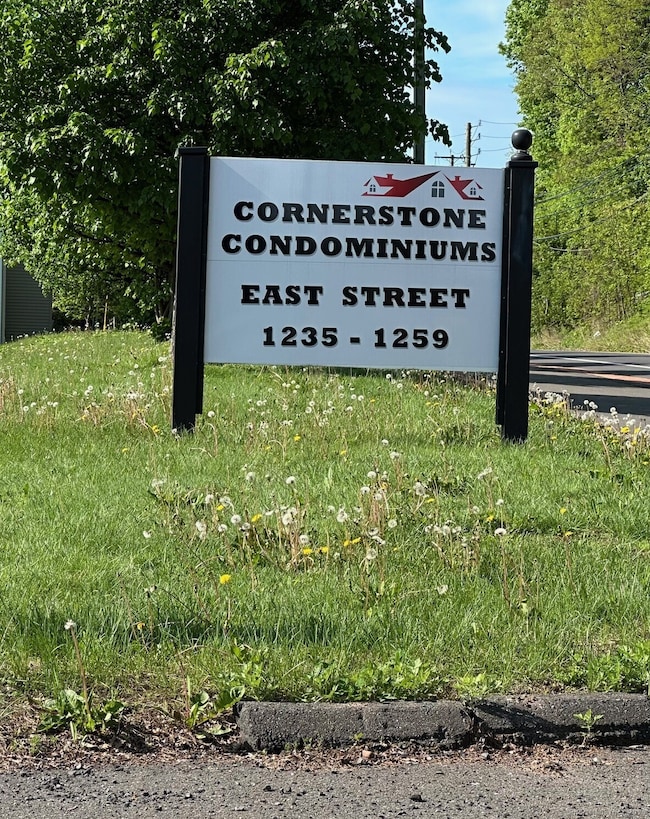 CORNERSTONE
CONDOMINIUMS
EAST STREET
1235 - 1259